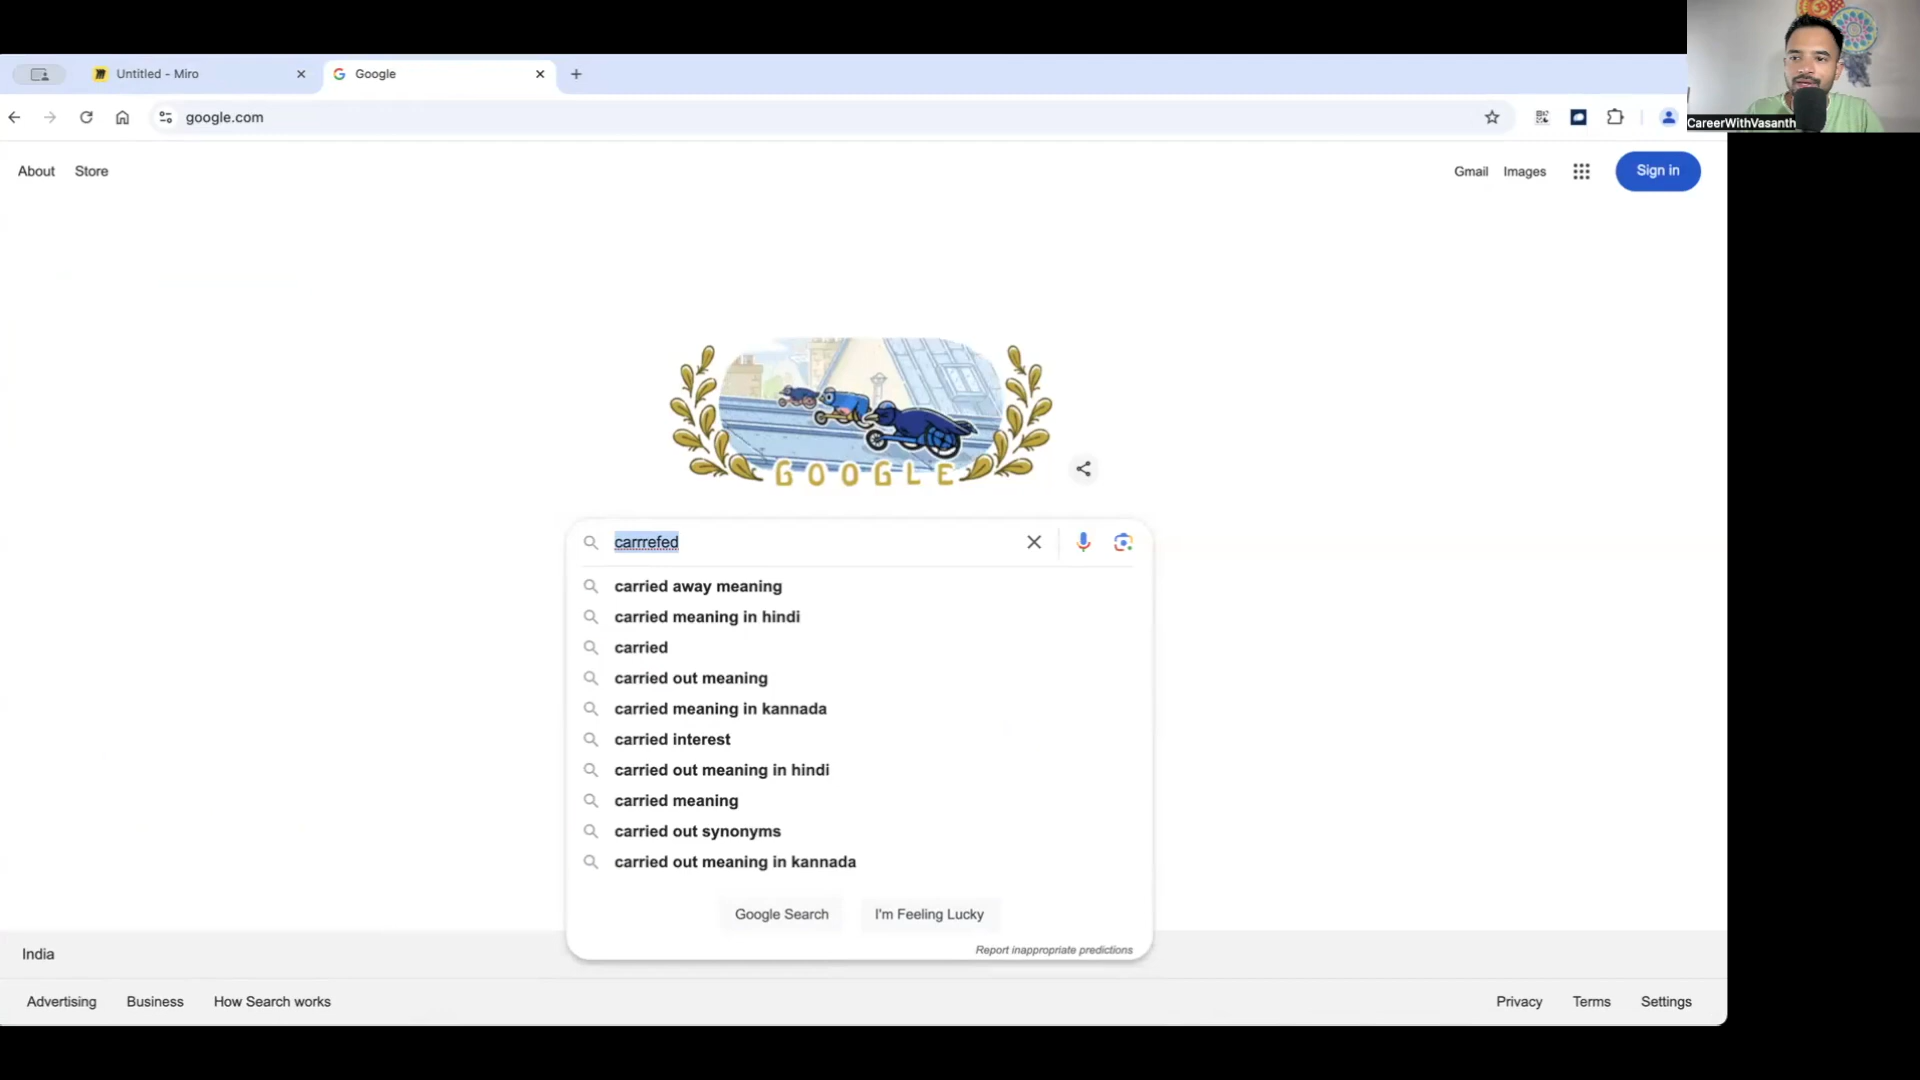 Untitled - Miro
Google
google.com
CareerWithVasanth
About
Store
Gmail
Images
Sign in
GOOGLE
carrrefed
carried away meaning
carried meaning in hindi
carried
carried out meaning
carried meaning in kannada
carried interest
carried out meaning in hindi
carried meaning
carried out synonyms
carried out meaning in kannada
Google Search
I'm Feeling Lucky
Report inappropriate predictions
India
Advertising
Business
How Search works
Privacy
Terms
Settings